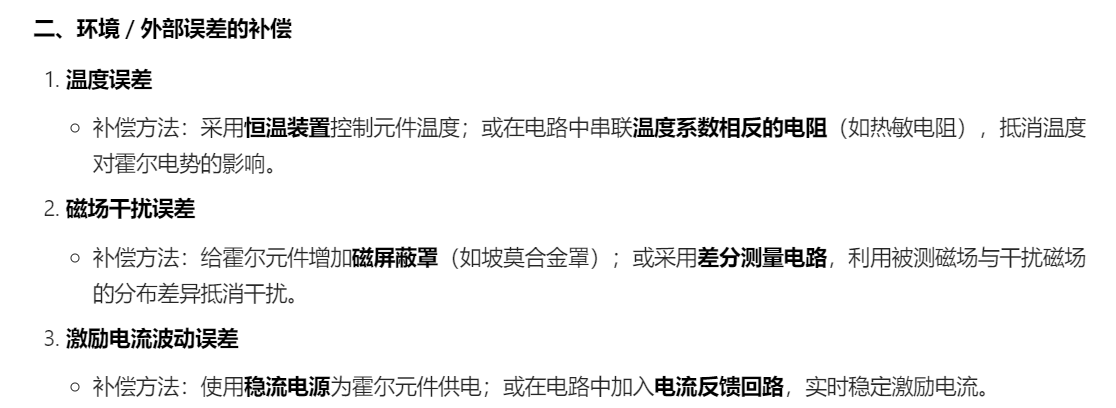 二、环境 / 外部误差的补偿
1. 温度误差
○ 补偿方法：采用恒温装置控制元件温度；或在电路中串联温度系数相反的电阻（如热敏电阻），抵消温度
对霍尔电势的影响。
2. 磁场干扰误差
○ 补偿方法：给霍尔元件增加磁屏蔽罩（如坡莫合金罩）；或采用差分测量电路，利用被测磁场与干扰磁场
的分布差异抵消干扰。
3. 激励电流波动误差
○ 补偿方法：使用稳流电源为霍尔元件供电；或在电路中加入电流反馈回路，实时稳定激励电流。